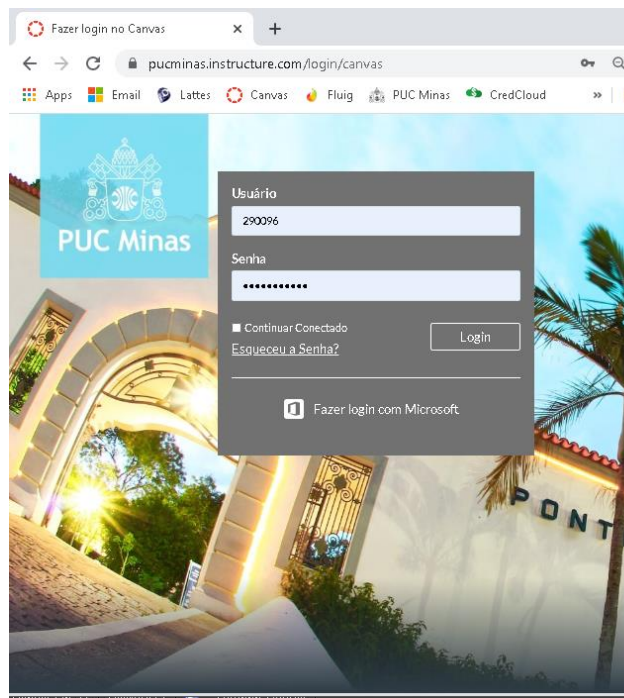 Fazer login no Canvas
pucminas.instructure.com/login/canvas
Apps Email Lattes Canvas Fluig PUC Minas CredCloud »
PUC Minas
Usuário
290096
Senha
•••••••••••
Continuar Conectado
Esqueceu a Senha?
Login
Fazer login com Microsoft
PONT